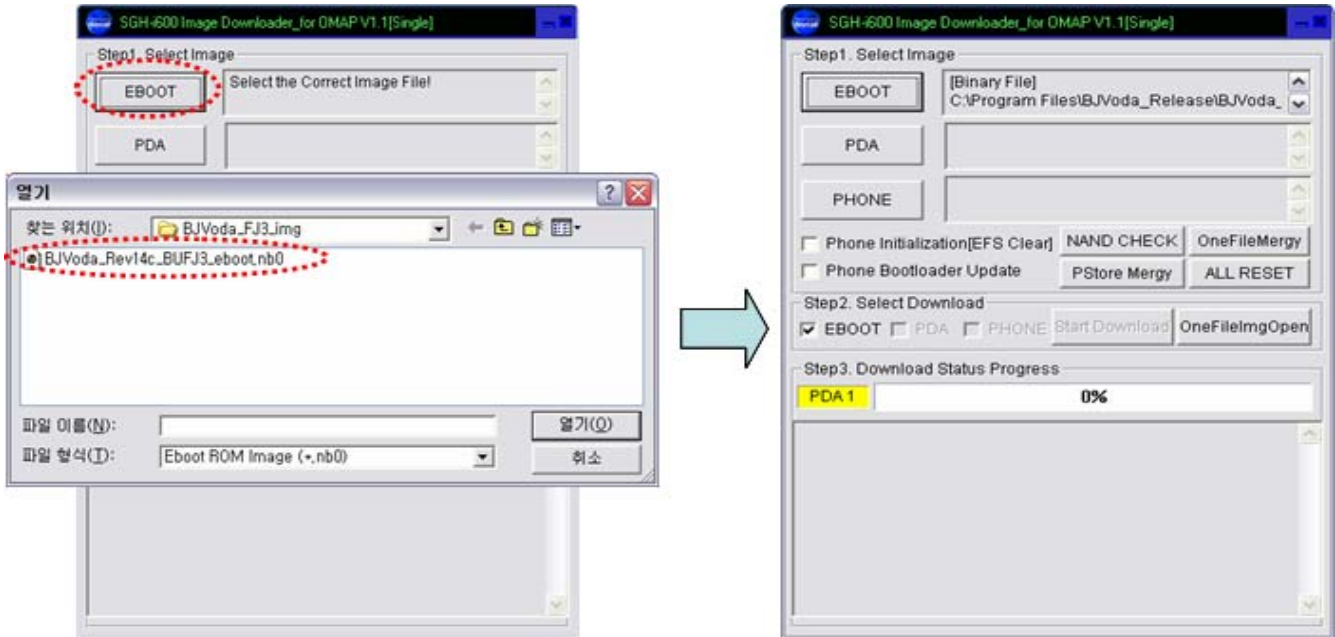 SGH-i600 Image Downloader_for OMAP V1.1[Single]
Step1. Select Image
EBOOT
Select the Correct Image File!
PDA
열기
찾는 위치(I):
BJVoda_FJ3_img
BJVoda_Rev14c_BUFJ3_eboot.nb0
파일 이름(N):
열기(O)
파일 형식(T):
Eboot ROM Image (*.nb0)
취소
SGH-i600 Image Downloader_for OMAP V1.1[Single]
Step1. Select Image
EBOOT
[Binary File]
C:\Program Files\BJVoda_Release\BJVoda_
PDA
PHONE
Phone Initialization[EFS Clear]
NAND CHECK
OneFileMergy
Phone Bootloader Update
PStore Mergy
ALL RESET
Step2. Select Download
EBOOT
PDA
PHONE
Start Download
OneFileImgOpen
Step3. Download Status Progress
PDA 1
0%